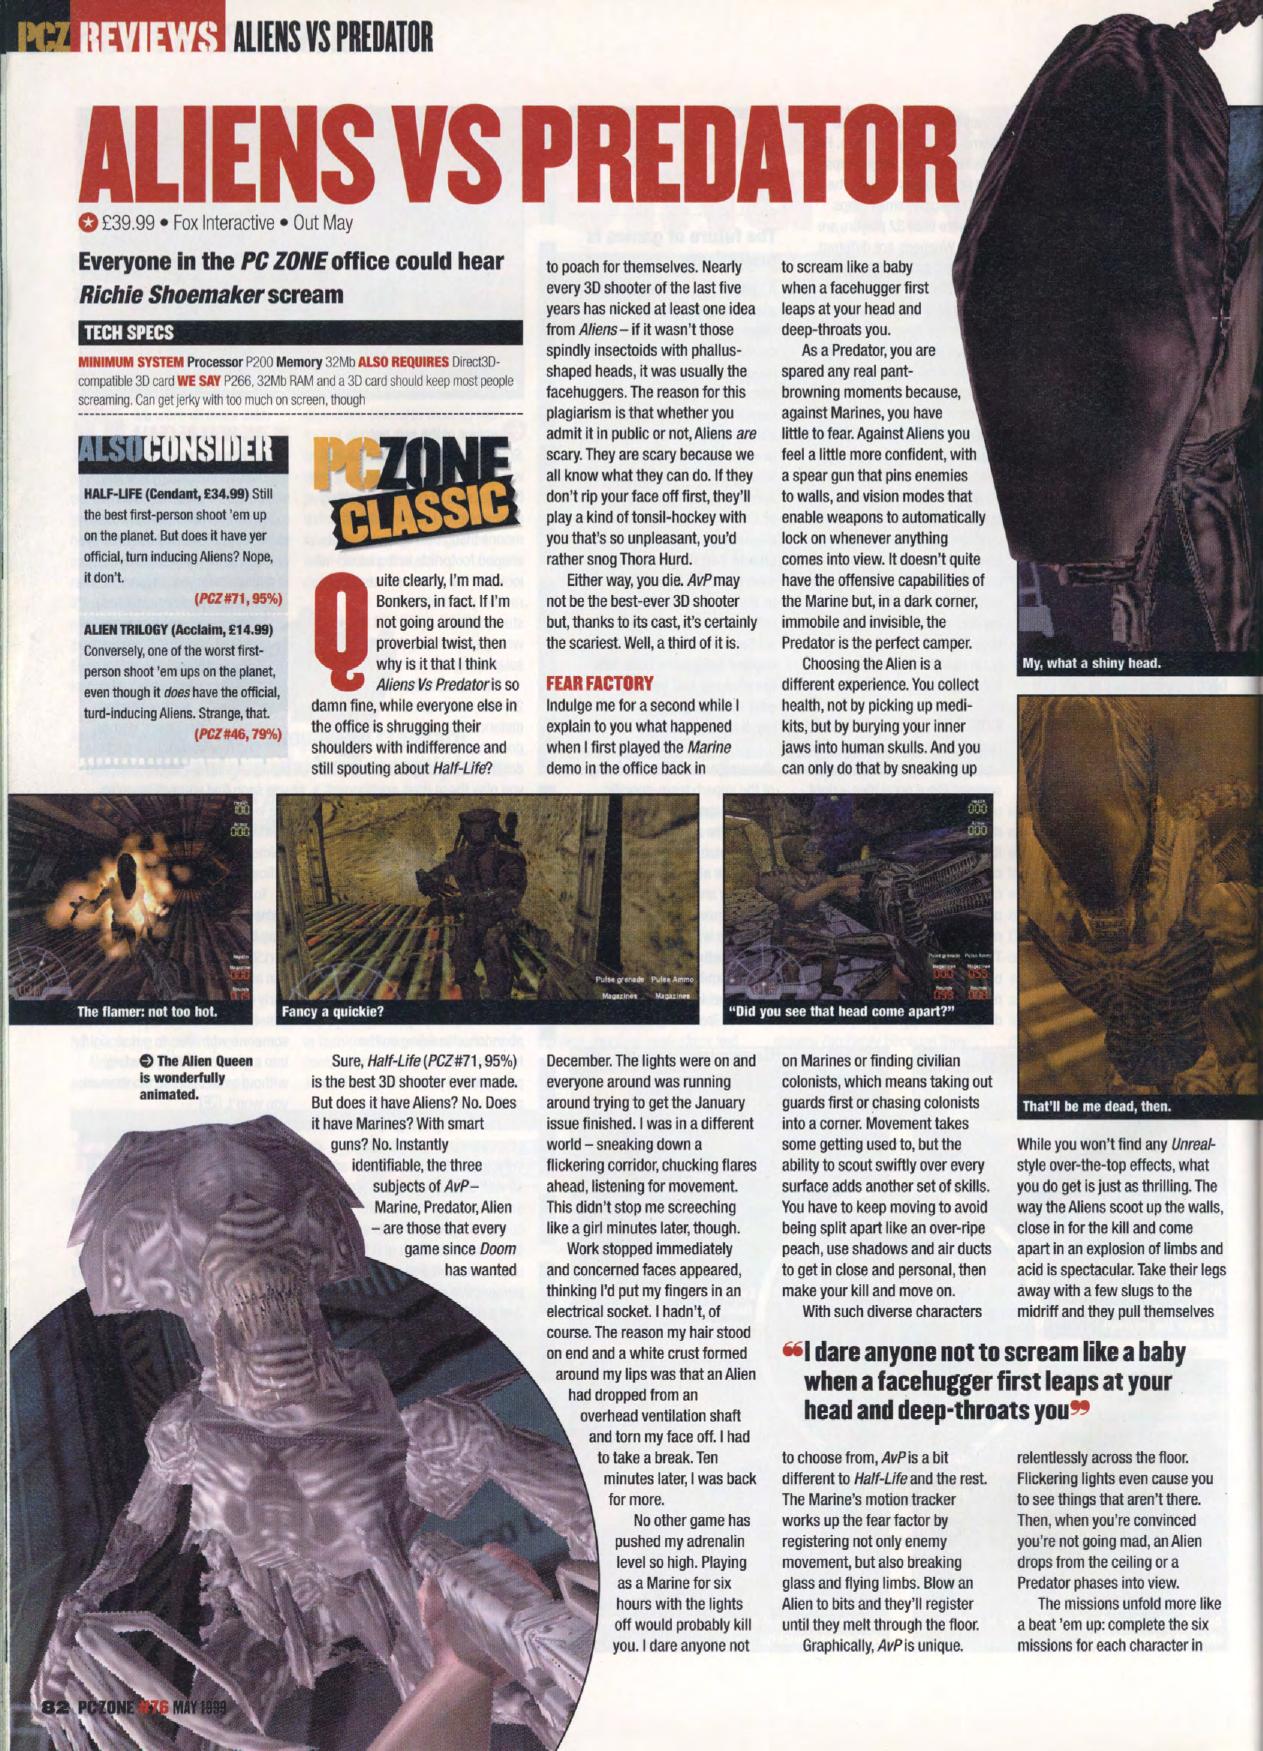 PCZ REVIEWS ALIENS VS PREDATOR
ALIENS VS PREDATOR
£39.99 • Fox Interactive • Out May
Everyone in the PC ZONE office could hear
Richie Shoemaker scream
TECH SPECS
MINIMUM SYSTEM Processor P200 Memory 32Mb ALSO REQUIRES Direct3D-
compatible 3D card WE SAY P266, 32Mb RAM and a 3D card should keep most people
screaming. Can get jerky with too much on screen, though
ALSO CONSIDER
HALF-LIFE (Cendant, £34.99) Still
the best first-person shoot 'em up
on the planet. But does it have yer
official, turn inducing Aliens? Nope,
it don't.
(PCZ #71, 95%)
ALIEN TRILOGY (Acclaim, £14.99)
Conversely, one of the worst first-
person shoot 'em ups on the planet,
even though it does have the official,
turd-inducing Aliens. Strange, that.
(PCZ #46, 79%)
PC ZONE
CLASSIC
Quite clearly, I'm mad.
Bonkers, in fact. If I'm
not going around the
proverbial twist, then
why is it that I think
Aliens Vs Predator is so
damn fine, while everyone else in
the office is shrugging their
shoulders with indifference and
still spouting about Half-Life?
Sure, Half-Life (PCZ #71, 95%)
is the best 3D shooter ever made.
But does it have Aliens? No. Does
it have Marines? With smart
guns? No. Instantly
identifiable, the three
subjects of AvP –
Marine, Predator, Alien
– are those that every
game since Doom
has wanted
to poach for themselves. Nearly
every 3D shooter of the last five
years has nicked at least one idea
from Aliens – if it wasn't those
spindly insectoids with phallus-
shaped heads, it was usually the
facehuggers. The reason for this
plagiarism is that whether you
admit it in public or not, Aliens are
scary. They are scary because we
all know what they can do. If they
don't rip your face off first, they'll
play a kind of tonsil-hockey with
you that's so unpleasant, you'd
rather snog Thora Hurd.
Either way, you die. AvP may
not be the best-ever 3D shooter
but, thanks to its cast, it's certainly
the scariest. Well, a third of it is.
FEAR FACTORY
Indulge me for a second while I
explain to you what happened
when I first played the Marine
demo in the office back in
December. The lights were on and
everyone around was running
around trying to get the January
issue finished. I was in a different
world – sneaking down a
flickering corridor, chucking flares
ahead, listening for movement.
This didn't stop me screeching
like a girl minutes later, though.
Work stopped immediately
and concerned faces appeared,
thinking I'd put my fingers in an
electrical socket. I hadn't, of
course. The reason my hair stood
on end and a white crust formed
around my lips was that an Alien
had dropped from an
overhead ventilation shaft
and torn my face off. I had
to take a break. Ten
minutes later, I was back
for more.
No other game has
pushed my adrenalin
level so high. Playing
as a Marine for six
hours with the lights
off would probably kill
you. I dare anyone not
to scream like a baby
when a facehugger first
leaps at your head and
deep-throats you.
As a Predator, you are
spared any real pant-
browning moments because,
against Marines, you have
little to fear. Against Aliens you
feel a little more confident, with
a spear gun that pins enemies
to walls, and vision modes that
enable weapons to automatically
lock on whenever anything
comes into view. It doesn't quite
have the offensive capabilities of
the Marine but, in a dark corner,
immobile and invisible, the
Predator is the perfect camper.
Choosing the Alien is a
different experience. You collect
health, not by picking up medi-
kits, but by burying your inner
jaws into human skulls. And you
can only do that by sneaking up
on Marines or finding civilian
colonists, which means taking out
guards first or chasing colonists
into a corner. Movement takes
some getting used to, but the
ability to scout swiftly over every
surface adds another set of skills.
You have to keep moving to avoid
being split apart like an over-ripe
peach, use shadows and air ducts
to get in close and personal, then
make your kill and move on.
With such diverse characters
to choose from, AvP is a bit
different to Half-Life and the rest.
The Marine's motion tracker
works up the fear factor by
registering not only enemy
movement, but also breaking
glass and flying limbs. Blow an
Alien to bits and they'll register
until they melt through the floor.
Graphically, AvP is unique.
While you won't find any Unreal-
style over-the-top effects, what
you do get is just as thrilling. The
way the Aliens scoot up the walls,
close in for the kill and come
apart in an explosion of limbs and
acid is spectacular. Take their legs
away with a few slugs to the
midriff and they pull themselves
relentlessly across the floor.
Flickering lights even cause you
to see things that aren't there.
Then, when you're convinced
you're not going mad, an Alien
drops from the ceiling or a
Predator phases into view.
The missions unfold more like
a beat 'em up: complete the six
missions for each character in
“I dare anyone not to scream like a baby
when a facehugger first leaps at your
head and deep-throats you”
My, what a shiny head.
That'll be me dead, then.
The flamer: not too hot.
Fancy a quickie?
Pulse grenade Pulse Ammo
Magazines Magazines
“Did you see that head come apart?”
The Alien Queen
is wonderfully
animated.
82 PC ZONE #76 MAY 1999